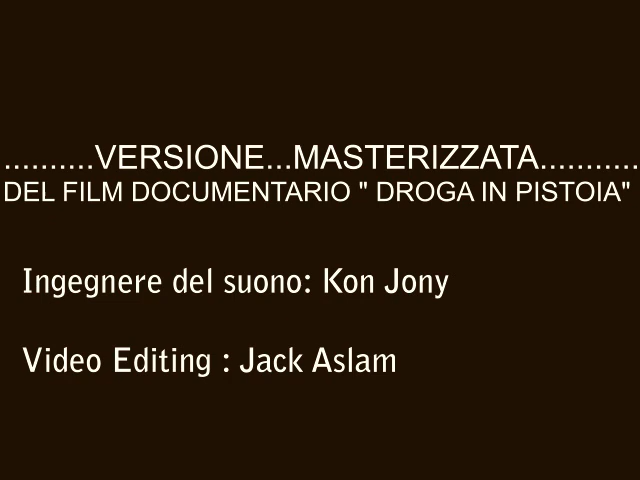 ..........VERSIONE...MASTERIZZATA...........
DEL FILM DOCUMENTARIO " DROGA IN PISTOIA"
Ingegnere del suono: Kon Jony
Video Editing : Jack Aslam